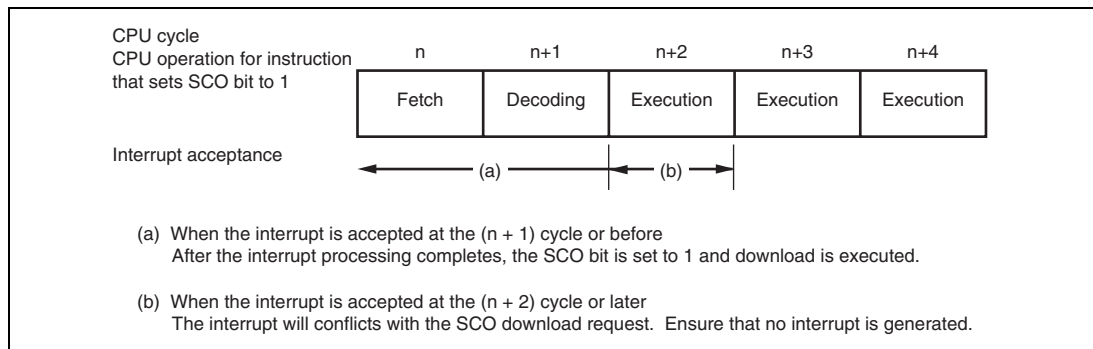 CPU cycle
CPU operation for instruction
that sets SCO bit to 1
n n+1 n+2 n+3 n+4
Fetch Decoding Execution Execution Execution
Interrupt acceptance
(a) (b)
(a) When the interrupt is accepted at the (n + 1) cycle or before
After the interrupt processing completes, the SCO bit is set to 1 and download is executed.
(b) When the interrupt is accepted at the (n + 2) cycle or later
The interrupt will conflicts with the SCO download request. Ensure that no interrupt is generated.